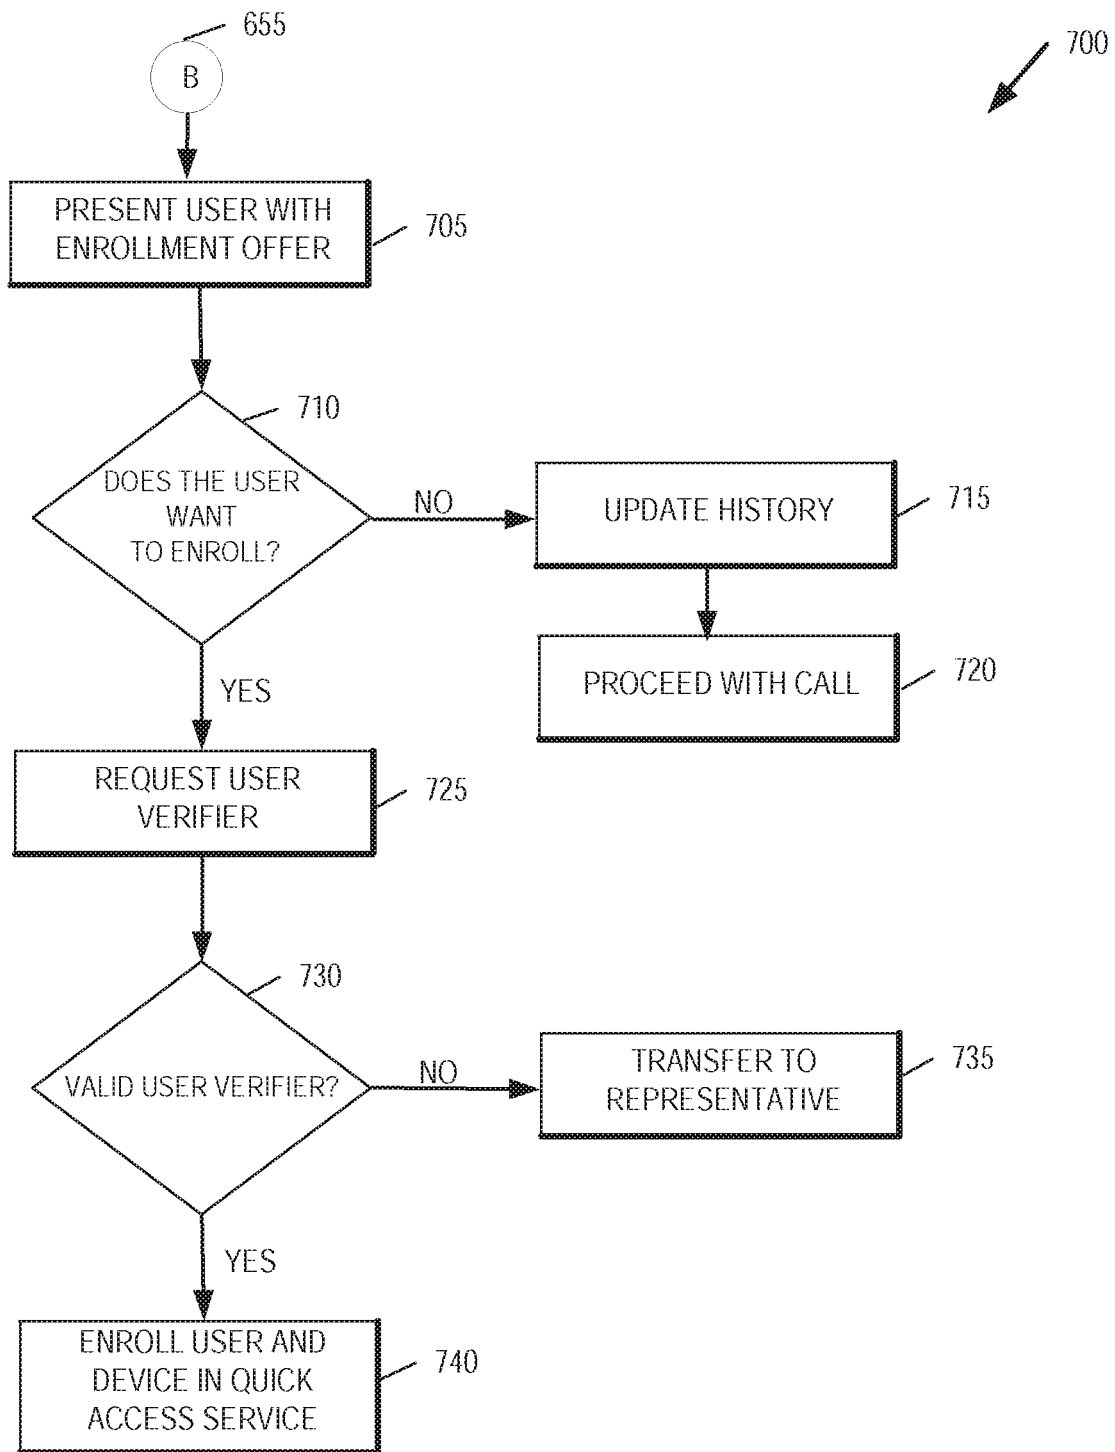 655
700
B
PRESENT USER WITH
ENROLLMENT OFFER
705
710
DOES THE USER
WANT
TO ENROLL?
NO
UPDATE HISTORY
715
PROCEED WITH CALL
720
YES
REQUEST USER
VERIFIER
725
730
VALID USER VERIFIER?
NO
TRANSFER TO
REPRESENTATIVE
735
YES
ENROLL USER AND
DEVICE IN QUICK
ACCESS SERVICE
740